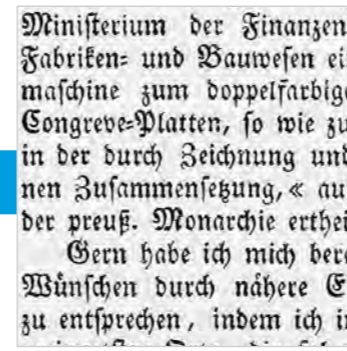 Ministerium der Finanzen
Fabriken= und Bauwesen ei
maschine zum doppelfarbig
Congreve=Platten, so wie zu
in der durch Zeichnung und
nen Zusammensetzung,« au
der preuß. Monarchie erthei
Gern habe ich mich bere
Wünschen durch nähere E
zu entsprechen, indem ich i